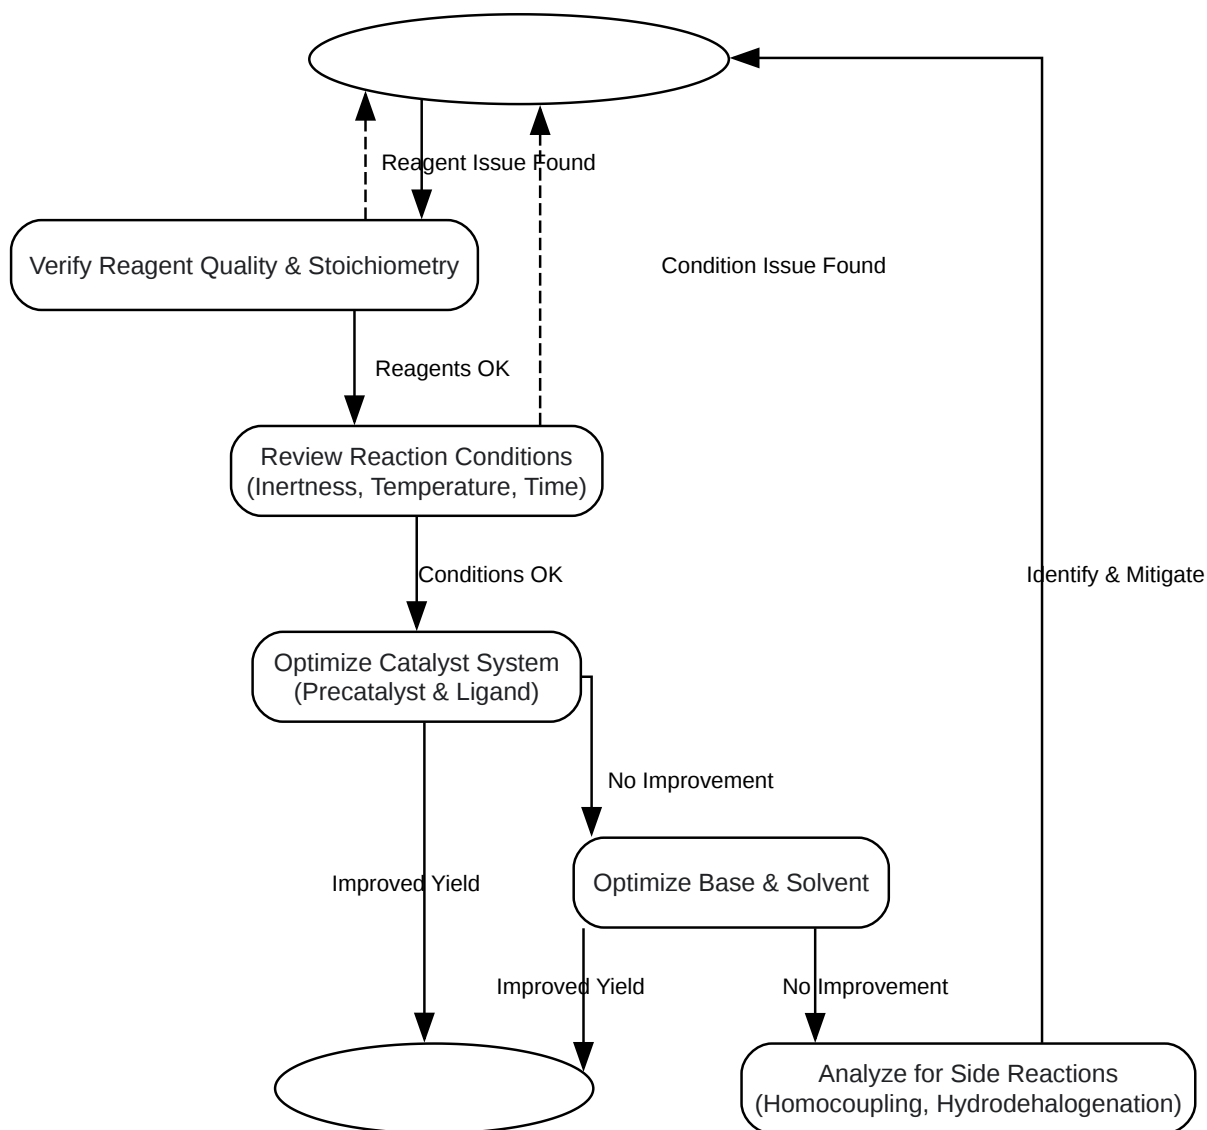 Reagent Issue Found
Verify Reagent Quality & Stoichiometry
Condition Issue Found
Reagents OK
Review Reaction Conditions
(Inertness, Temperature, Time)
Conditions OK
Identify & Mitigate
Optimize Catalyst System
(Precatalyst & Ligand)
No Improvement
Improved Yield
Optimize Base & Solvent
Improved Yield
No Improvement
Analyze for Side Reactions
(Homocoupling, Hydrodehalogenation)